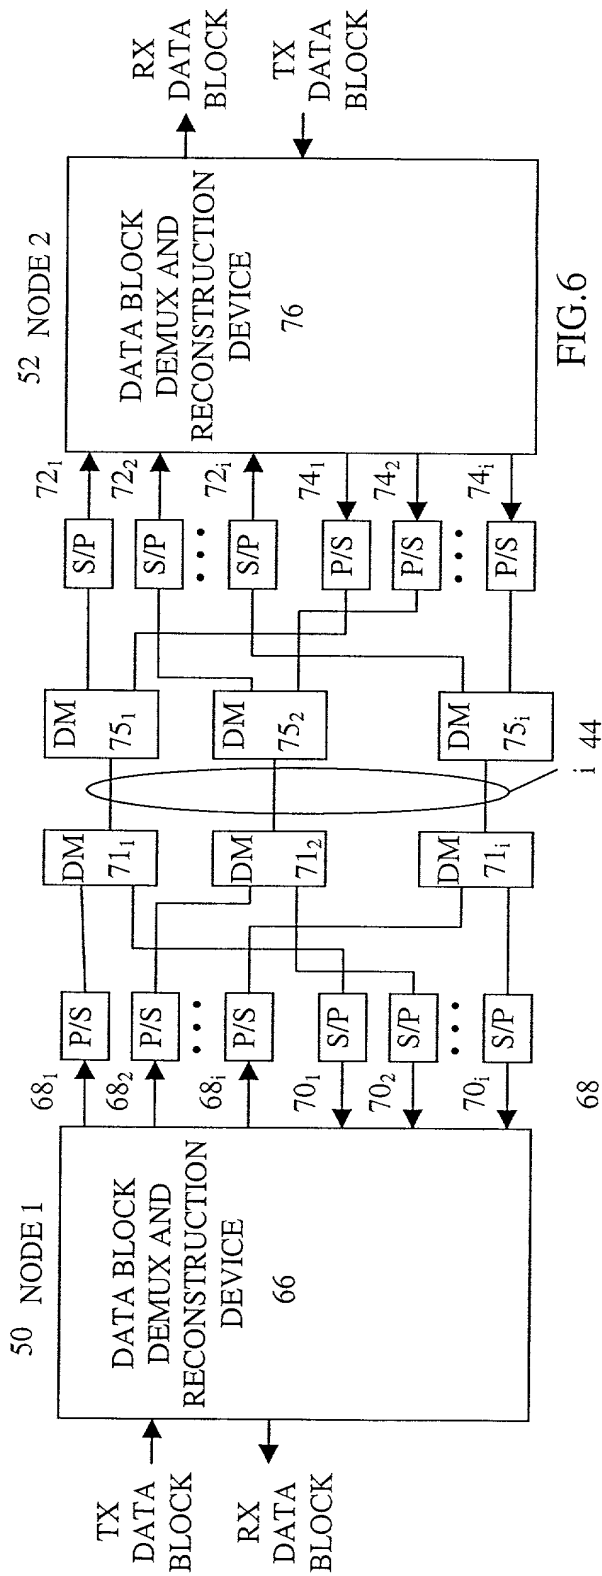 50 NODE 1
TX
DATA
BLOCK
RX
DATA
BLOCK
DATA BLOCK
DEMUX AND
RECONSTRUCTION
DEVICE
66
68₁
68₂
68ᵢ
70₁
70₂
70ᵢ
P/S
P/S
• • •
P/S
S/P
S/P
• • •
S/P
68
DM
71₁
DM
71₂
DM
71ᵢ
i 44
DM
75₁
DM
75₂
DM
75ᵢ
S/P
S/P
• • •
S/P
P/S
P/S
• • •
P/S
72₁
72₂
72ᵢ
74₁
74₂
74ᵢ
52 NODE 2
DATA BLOCK
DEMUX AND
RECONSTRUCTION
DEVICE
76
RX
DATA
BLOCK
TX
DATA
BLOCK
FIG.6